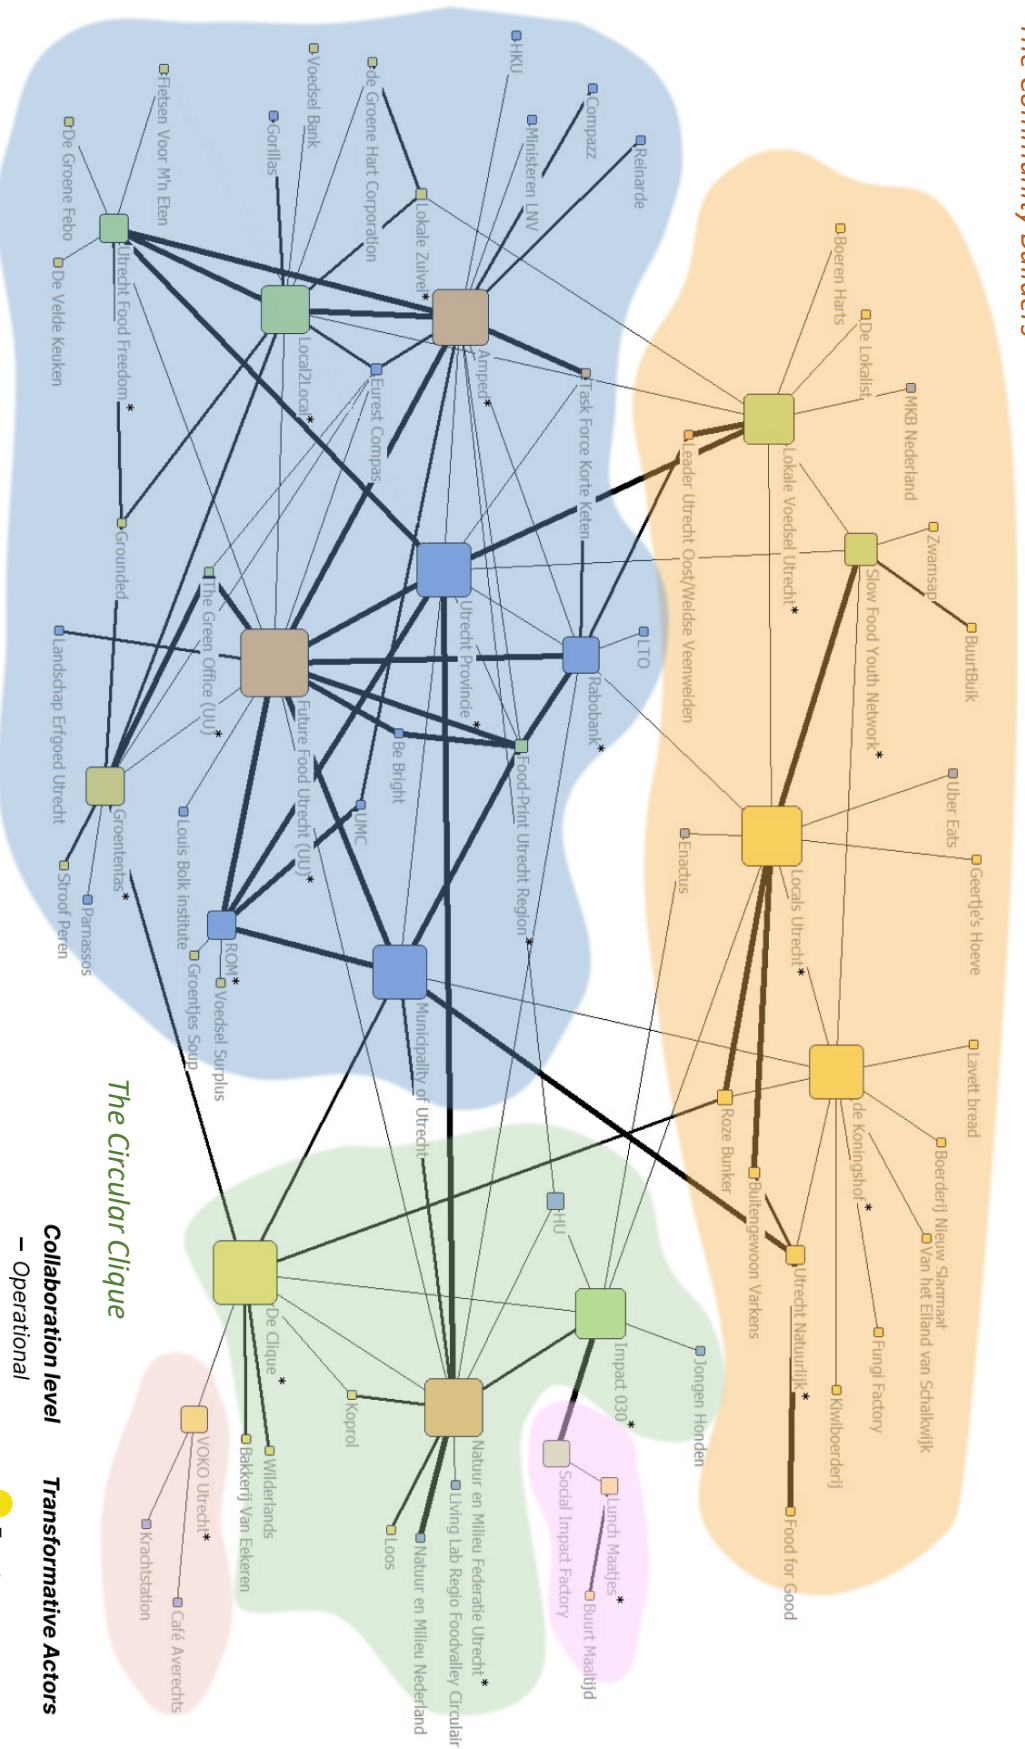 The Community Builders
HKU
Compazz
Ministeren LNV
Reinarde
Voedsel Bank
de Groene Hart Corporation
Gorillas
Fietsen Voor M'n Eten
De Groene Febo
De Velde Keuken
Utrecht Food Freedom *
Lokale Zuivel *
Local2Local *
Amped *
Eurest Compas
Task Force Korte Keten
Grounded
The Green Office (UU) *
Landschap Erfgoed Utrecht
Future Food Utrecht (UU) *
Utrecht Provincie *
Rabobank *
LTO
Be Bright
Food-Print Utrecht Region *
UMC
Louis Bolk institute
Groententas *
Stroof Peren
Parnassos
ROM *
Groentjes Soup
Voedsel Surplus
Municipality of Utrecht
Boeren Harts
De Lokalist
MKB Nederland
Lokale Voedsel Utrecht *
Leader Utrecht Oost/Weidse Veenweiden
Zwamsap
BuurtBuik
Slow Food Youth Network *
Uber Eats
Geertje's Hoeve
Enactus
Locals Utrecht *
Lavett bread
de Koningshof *
Roze Bunker
Buitengewoon Varkens
Boerderij Nieuw Slagmaat
Van het Eiland van Schalkwijk
Fungi Factory
Kiwiboerderij
Utrecht Natuurlijk *
Food for Good
The Circular Clique
HU
Impact 030 *
Jongen Honden
De Clique *
Koprol
Wilderlands
Bakkerij Van Eekeren
Natuur en Milieu Federatie Utrecht *
Living Lab Regio Foodvalley Circulair
Natuur en Milieu Nederland
Loos
Social Impact Factory
Lunch Maatjes *
Buurt Maaltijd
VOKO Utrecht *
Krachtstation
Café Averechts
Collaboration level
– Operational
Transformative Actors